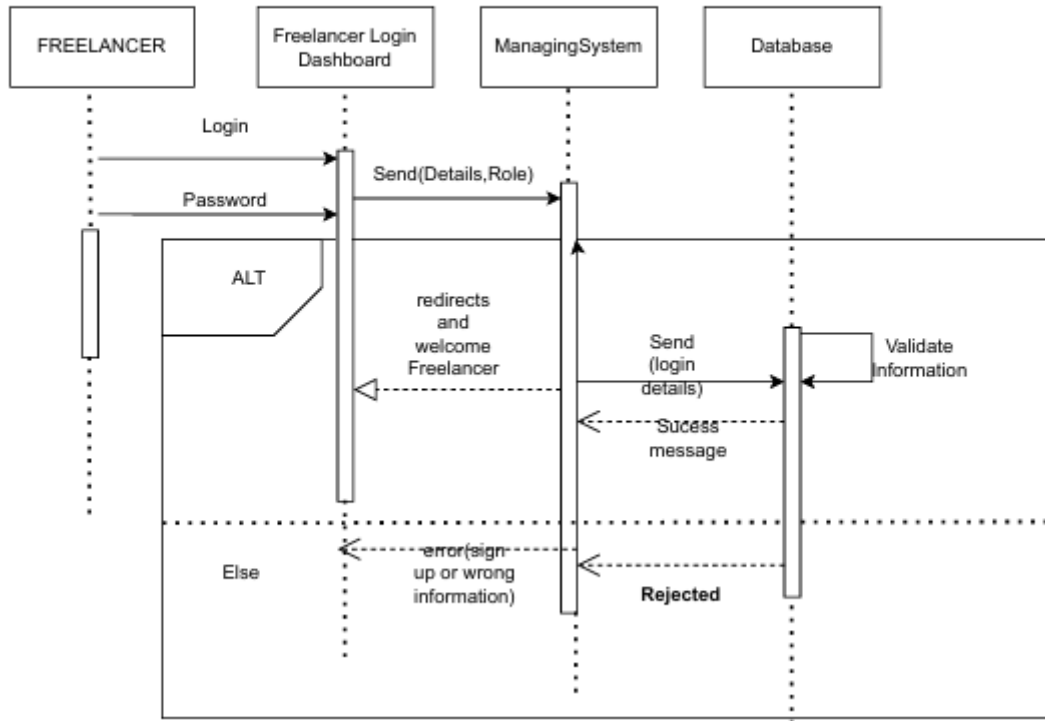 FREELANCER
Freelancer Login
Dashboard
ManagingSystem
Database
Login
Send(Details,Role)
Password
ALT
redirects
and
welcome
Freelancer
Send
(login
details)
Validate
Information
Sucess
message
Else
error(sign
up or wrong
information)
Rejected